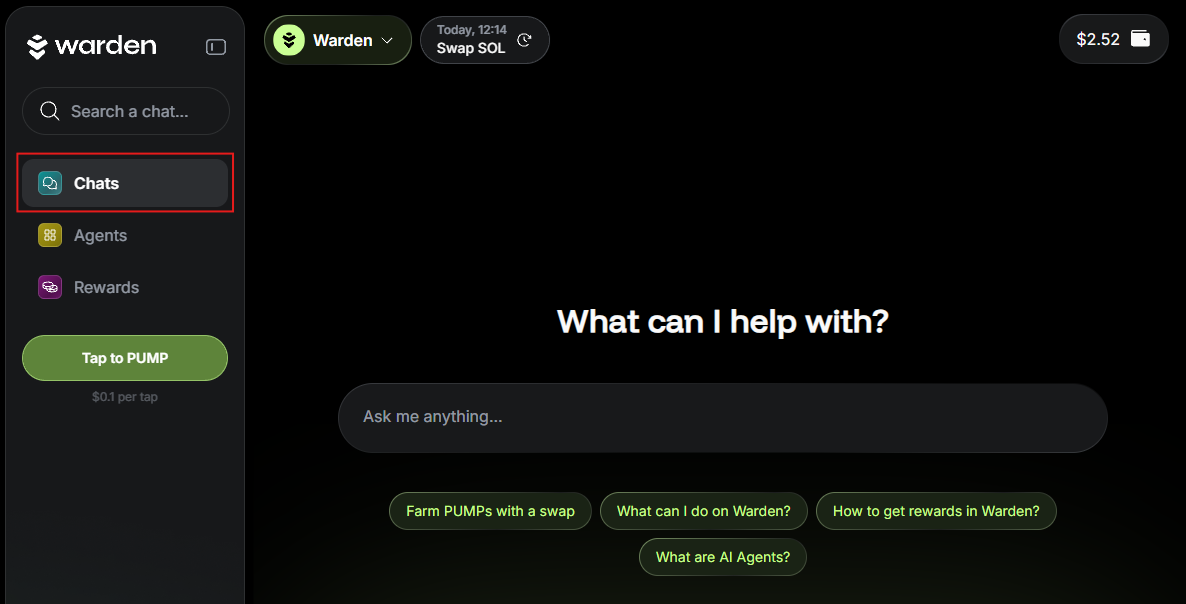 warden
Search a chat...
Chats
Agents
Rewards
Tap to PUMP
$0.1 per tap
Warden
Today, 12:14
Swap SOL
$2.52
What can I help with?
Ask me anything...
Farm PUMPs with a swap
What can I do on Warden?
How to get rewards in Warden?
What are AI Agents?